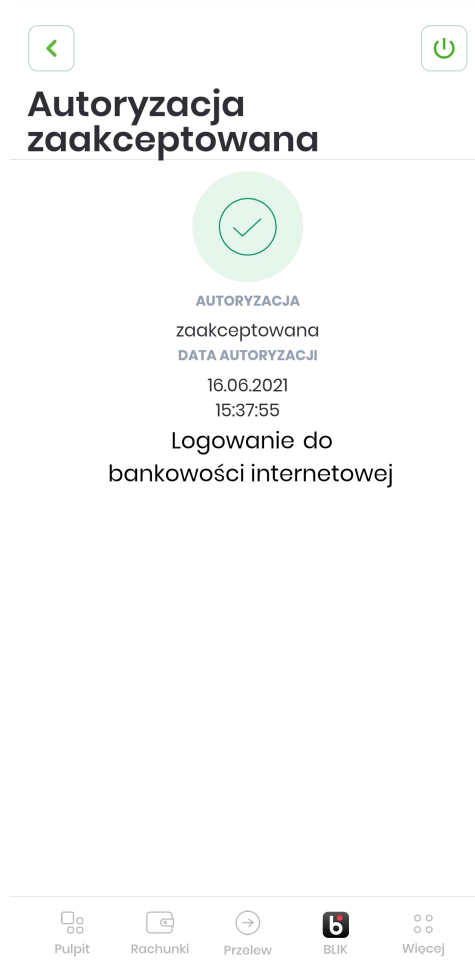 Autoryzacja
zaakceptowana
AUTORYZACJA
zaakceptowana
DATA AUTORYZACJI
16.06.2021
15:37:55
Logowanie do
bankowości internetowej
Pulpit Rachunki Przelew BLIK Więcej